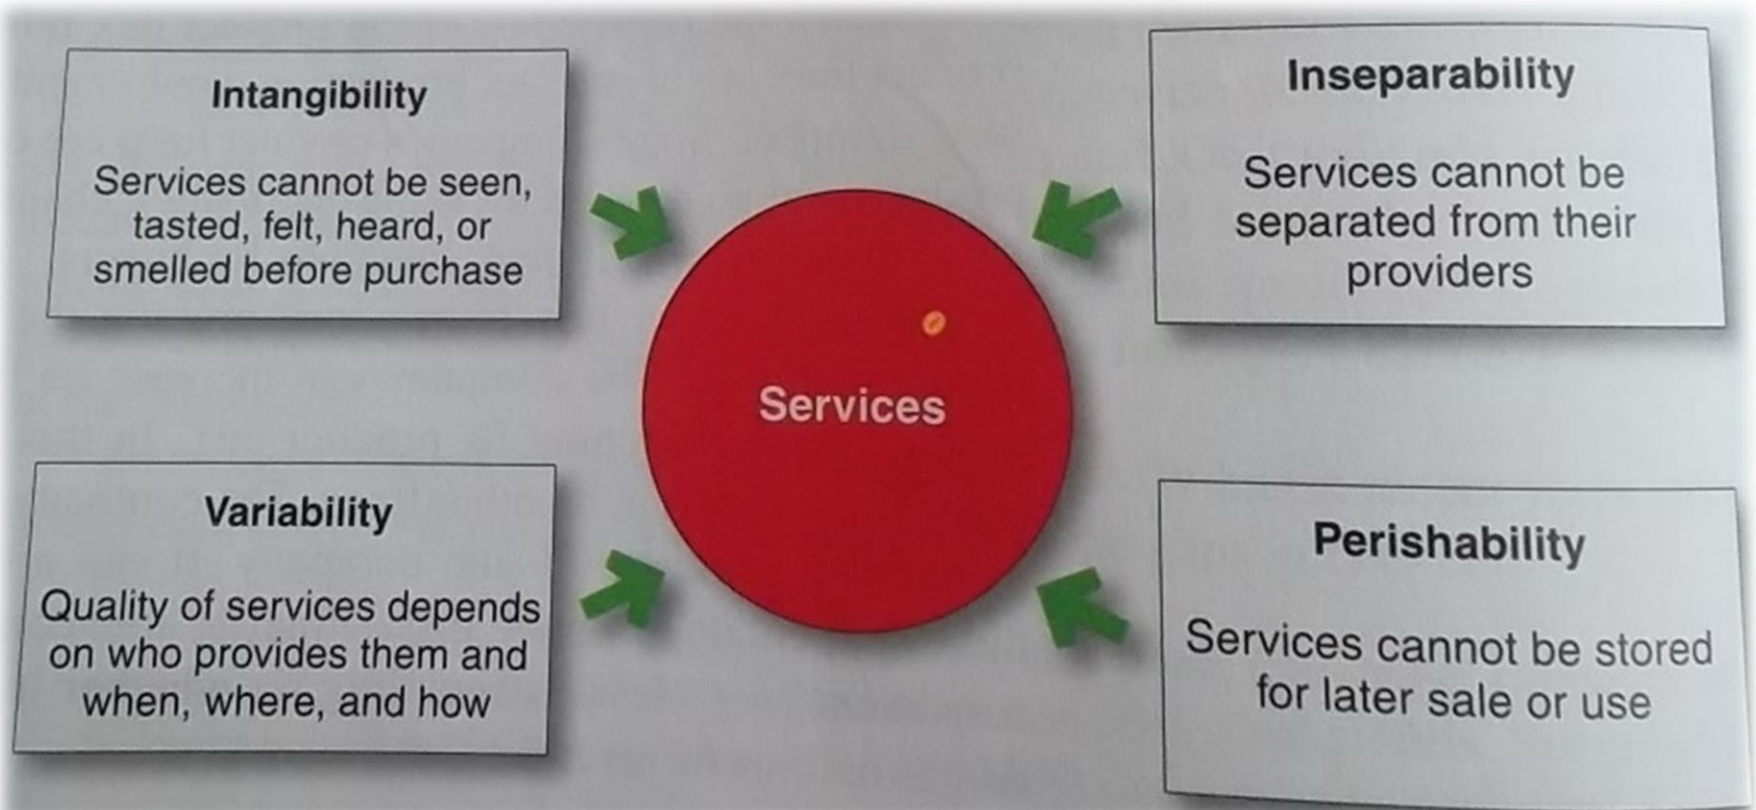 Intangibility
Services cannot be seen,
tasted, felt, heard, or
smelled before purchase
Inseparability
Services cannot be
separated from their
providers
Services
Variability
Quality of services depends
on who provides them and
when, where, and how
Perishability
Services cannot be stored
for later sale or use